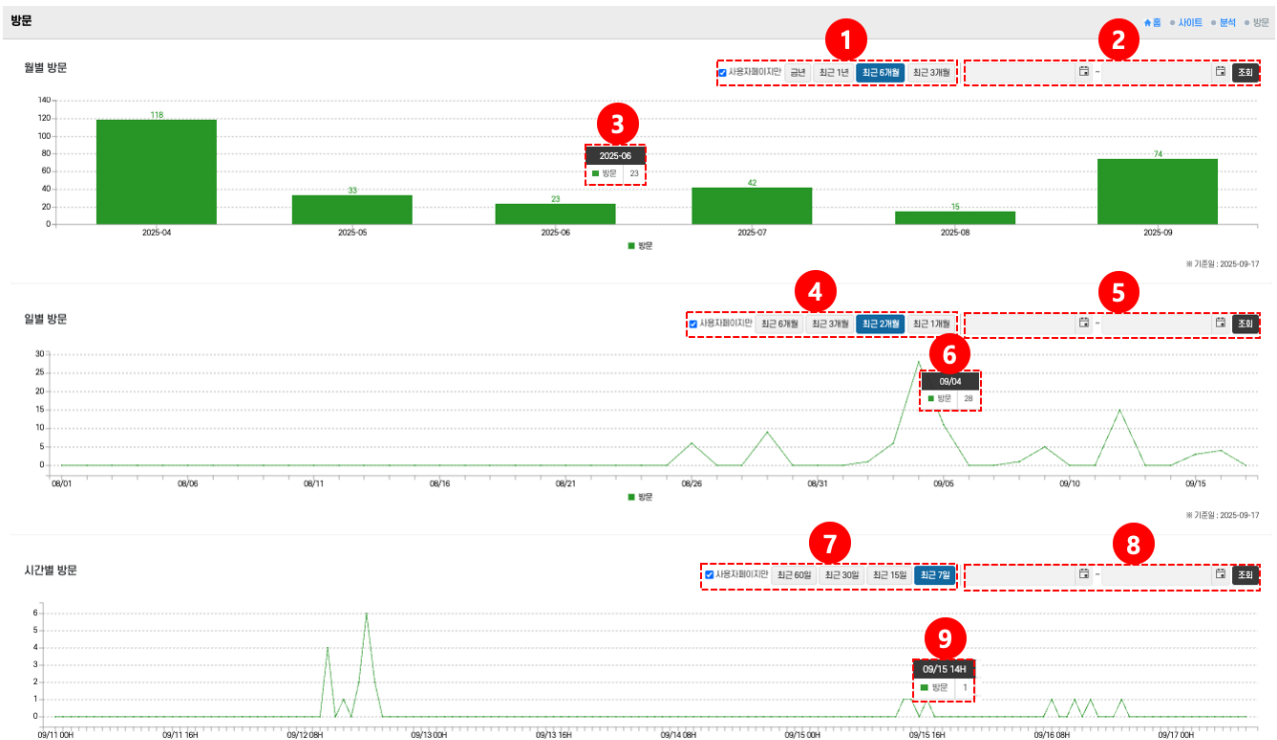 방문
홈 사이트 분석 방문
1 2
월별 방문
사용자페이지만 금년 최근 1년 최근 6개월 최근 3개월 ~ 조회
140
120
100
80
60
40
20
0
118 33 23 42 15 74
3
2025-06
방문 23
2025-04 2025-05 2025-06 2025-07 2025-08 2025-09
방문
※ 기준일 : 2025-09-17
4 5
일별 방문
사용자페이지만 최근 6개월 최근 3개월 최근 2개월 최근 1개월 ~ 조회
30
25
20
15
10
5
0
6
09/04
방문 28
08/01 08/06 08/11 08/16 08/21 08/26 08/31 09/05 09/10 09/15
방문
※ 기준일 : 2025-09-17
7 8
시간별 방문
사용자페이지만 최근 60일 최근 30일 최근 15일 최근 7일 ~ 조회
6
5
4
3
2
1
0
9
09/15 14H
방문 1
09/11 00H 09/11 16H 09/12 08H 09/13 00H 09/13 16H 09/14 08H 09/15 00H 09/15 16H 09/16 08H 09/17 00H